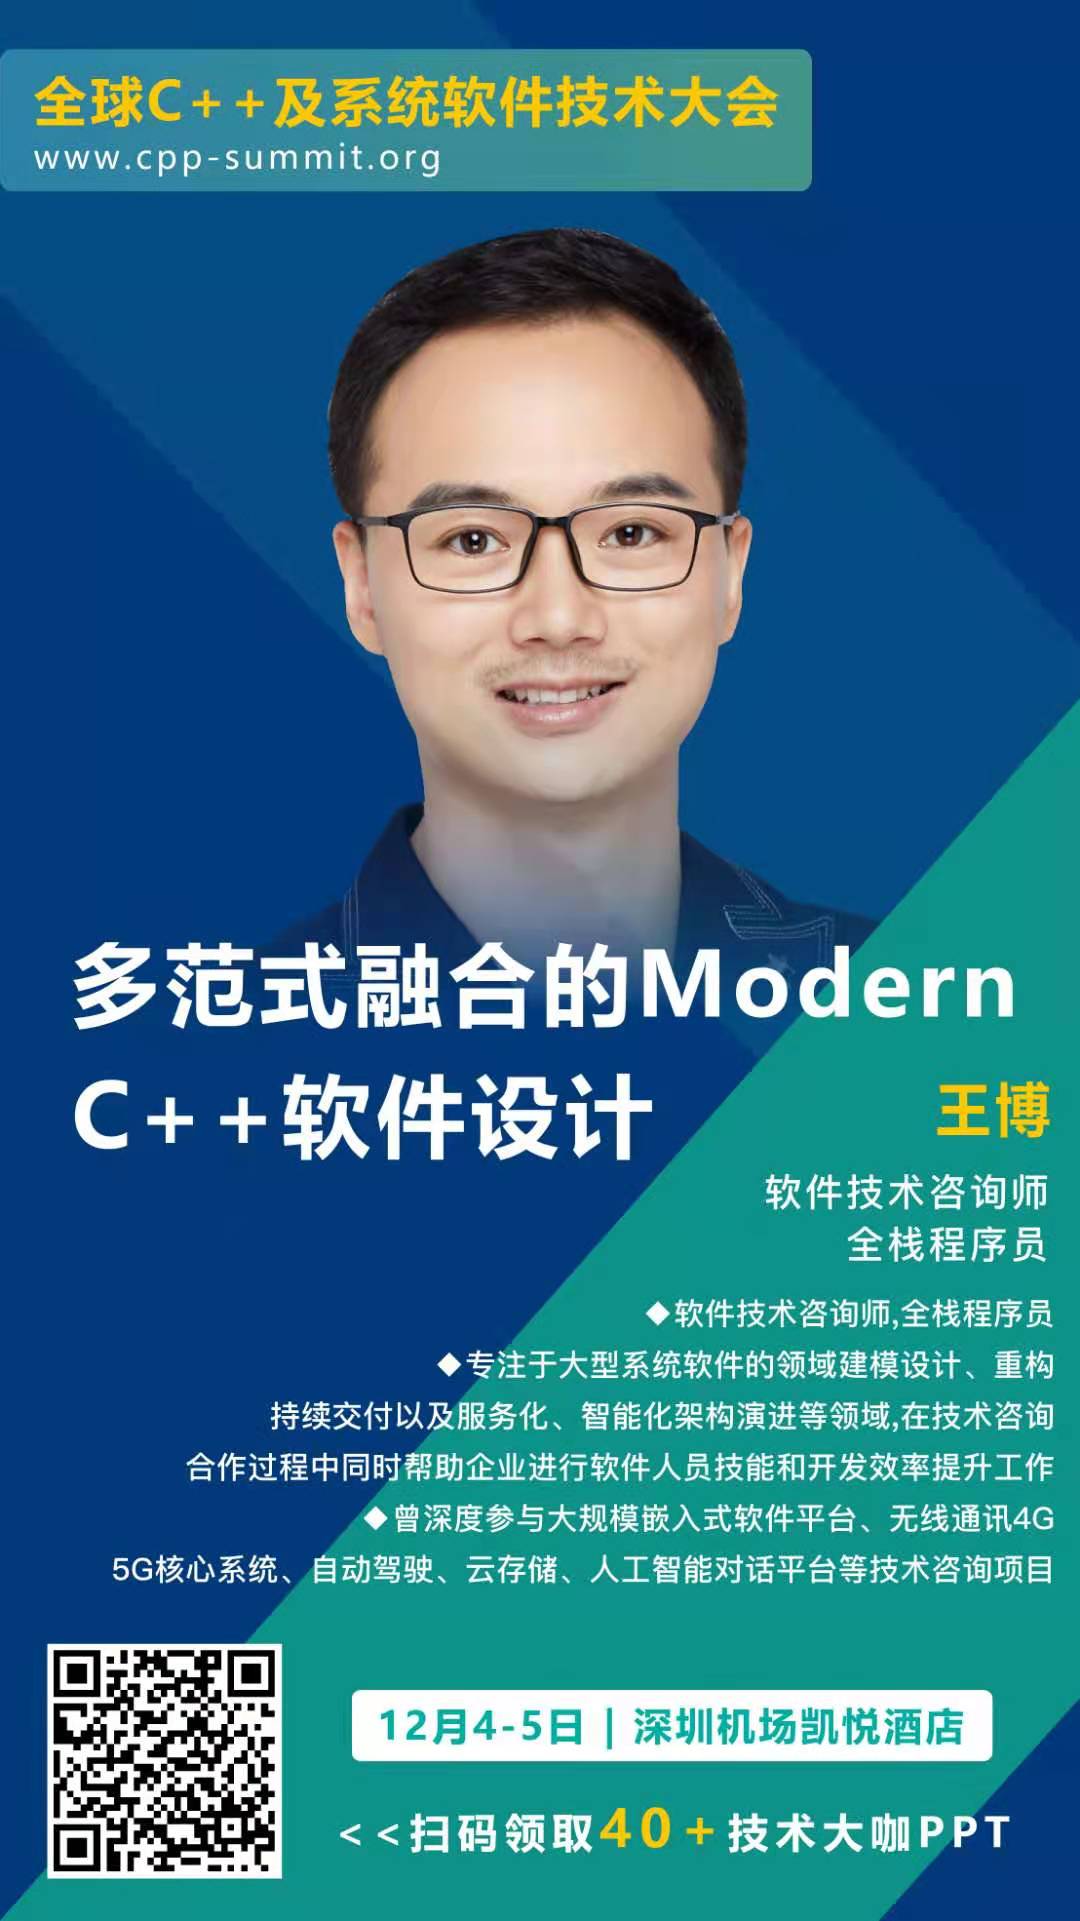 全球C++及系统软件技术大会
www.cpp-summit.org
多范式融合的Modern
C++软件设计
王博
软件技术咨询师
全栈程序员
◆软件技术咨询师,全栈程序员
◆专注于大型系统软件的领域建模设计、重构
持续交付以及服务化、智能化架构演进等领域,在技术咨询
合作过程中同时帮助企业进行软件人员技能和开发效率提升工作
◆曾深度参与大规模嵌入式软件平台、无线通讯4G
5G核心系统、自动驾驶、云存储、人工智能对话平台等技术咨询项目
12月4-5日 | 深圳机场凯悦酒店
<<扫码领取40+技术大咖PPT